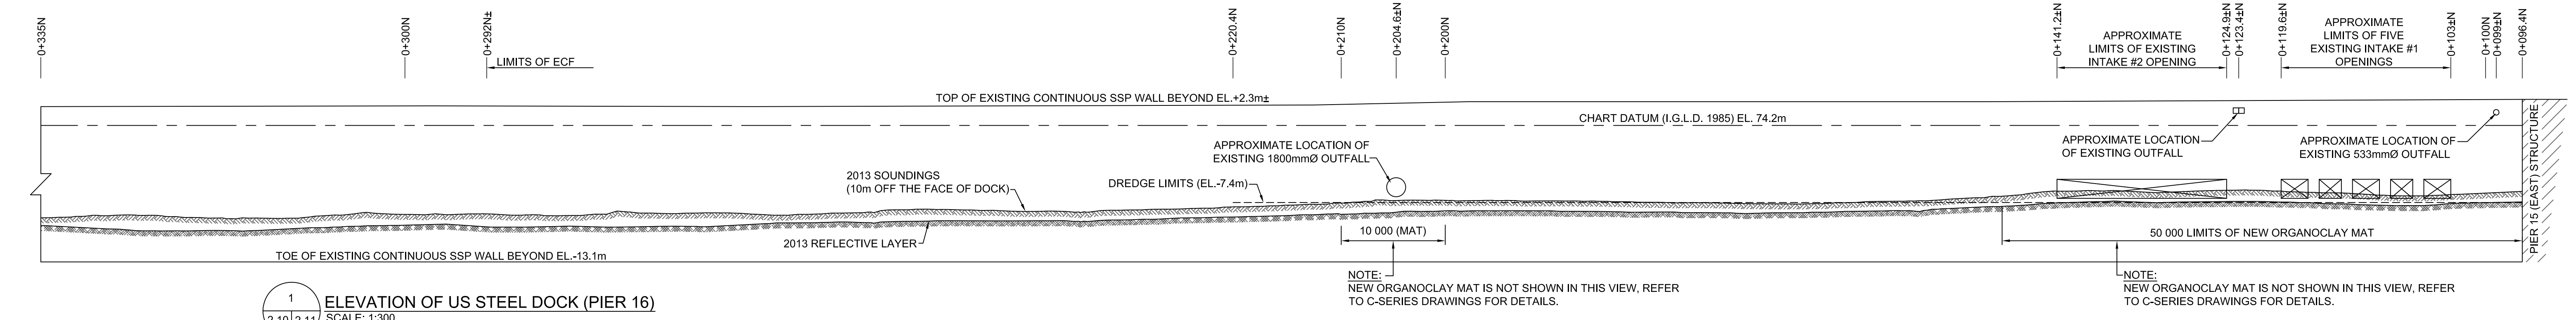 0+335N
0+300N
0+292N±
LIMITS OF ECF
0+220.4N
0+210N
0+204.6±N
0+200N
0+141.2±N
APPROXIMATE
LIMITS OF EXISTING
INTAKE #2 OPENING
0+124.9±N
0+123.4±N
0+119.6±N
APPROXIMATE
LIMITS OF FIVE
EXISTING INTAKE #1
OPENINGS
0+103±N
0+100N
0+099±N
0+096.4N
TOP OF EXISTING CONTINUOUS SSP WALL BEYOND EL.+2.3m±
CHART DATUM (I.G.L.D. 1985) EL. 74.2m
APPROXIMATE LOCATION OF
EXISTING 1800mmØ OUTFALL
APPROXIMATE LOCATION
OF EXISTING OUTFALL
APPROXIMATE LOCATION OF
EXISTING 533mmØ OUTFALL
PIER 15 (EAST) STRUCTURE
2013 SOUNDINGS
(10m OFF THE FACE OF DOCK)
DREDGE LIMITS (EL.-7.4m)
2013 REFLECTIVE LAYER
10 000 (MAT)
50 000 LIMITS OF NEW ORGANOCLAY MAT
TOE OF EXISTING CONTINUOUS SSP WALL BEYOND EL.-13.1m
NOTE:
NEW ORGANOCLAY MAT IS NOT SHOWN IN THIS VIEW, REFER
TO C-SERIES DRAWINGS FOR DETAILS.
NOTE:
NEW ORGANOCLAY MAT IS NOT SHOWN IN THIS VIEW, REFER
TO C-SERIES DRAWINGS FOR DETAILS.
1
ELEVATION OF US STEEL DOCK (PIER 16)
2.10 2.11
SCALE: 1:300